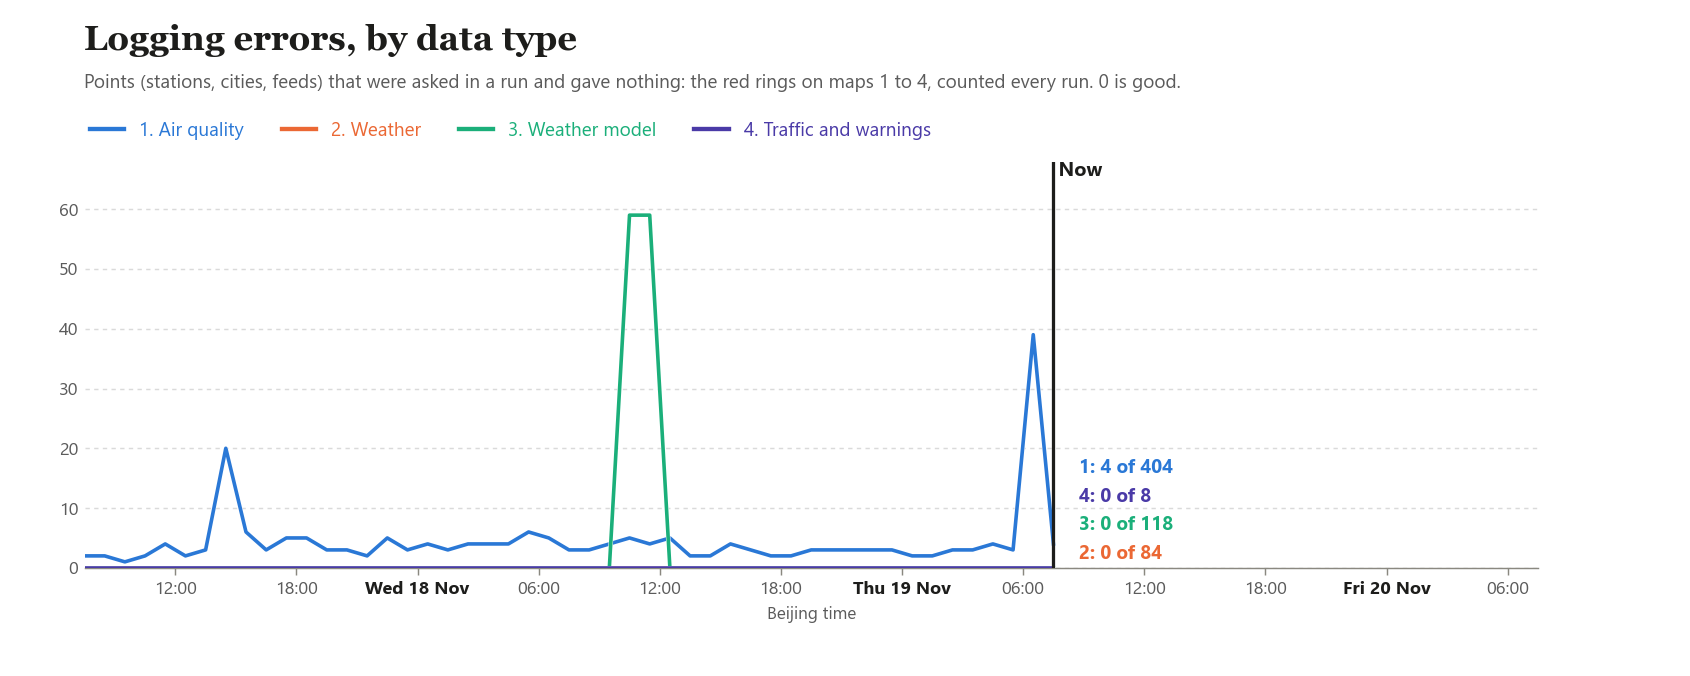 Logging errors, by data type
Points (stations, cities, feeds) that were asked in a run and gave nothing: the red rings on maps 1 to 4, counted every run. 0 is good.
1. Air quality 2. Weather 3. Weather model 4. Traffic and warnings
Now
60
50
40
30
20
10
0
1: 4 of 404
4: 0 of 8
3: 0 of 118
2: 0 of 84
12:00 18:00 Wed 18 Nov 06:00 12:00 18:00 Thu 19 Nov 06:00 12:00 18:00 Fri 20 Nov 06:00
Beijing time